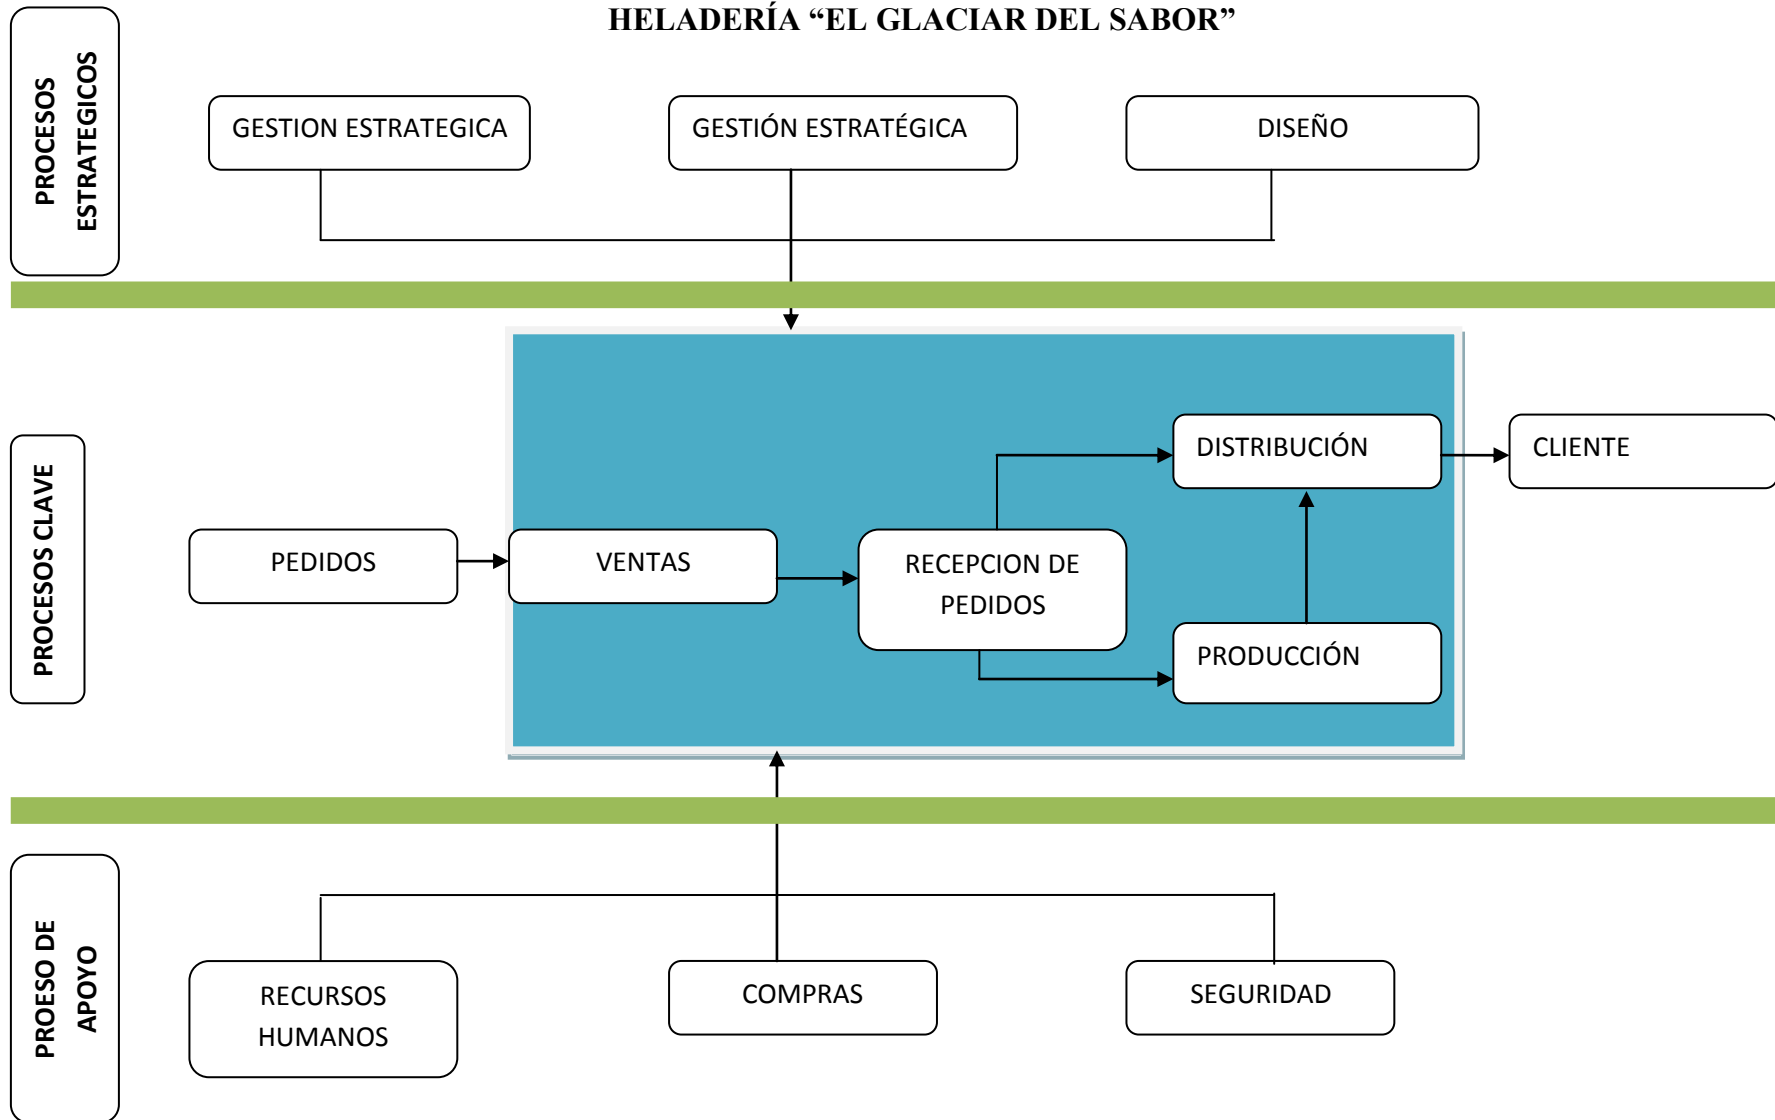 HELADERÍA “EL GLACIAR DEL SABOR”
PROCESOS
ESTRATEGICOS
GESTION ESTRATEGICA
GESTIÓN ESTRATÉGICA
DISEÑO
PROCESOS CLAVE
PEDIDOS
VENTAS
RECEPCION DE
PEDIDOS
DISTRIBUCIÓN
PRODUCCIÓN
CLIENTE
PROESO DE
APOYO
RECURSOS
HUMANOS
COMPRAS
SEGURIDAD